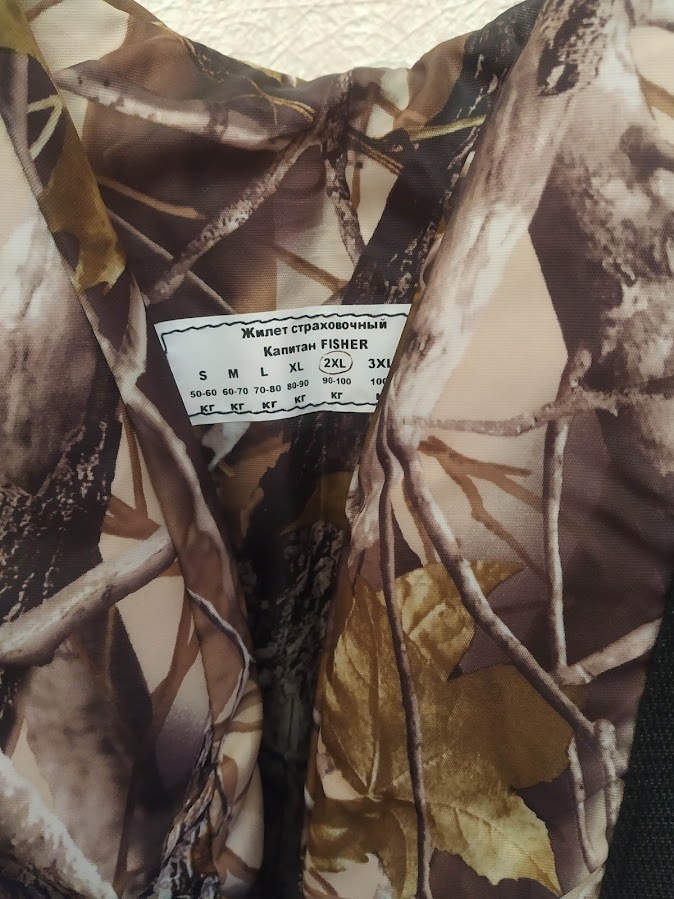 Жилет страховочный
Капитан FISHER
S M L XL 2XL 3XL
50-60 60-70 70-80 80-90 90-100 100
кг кг кг кг кг